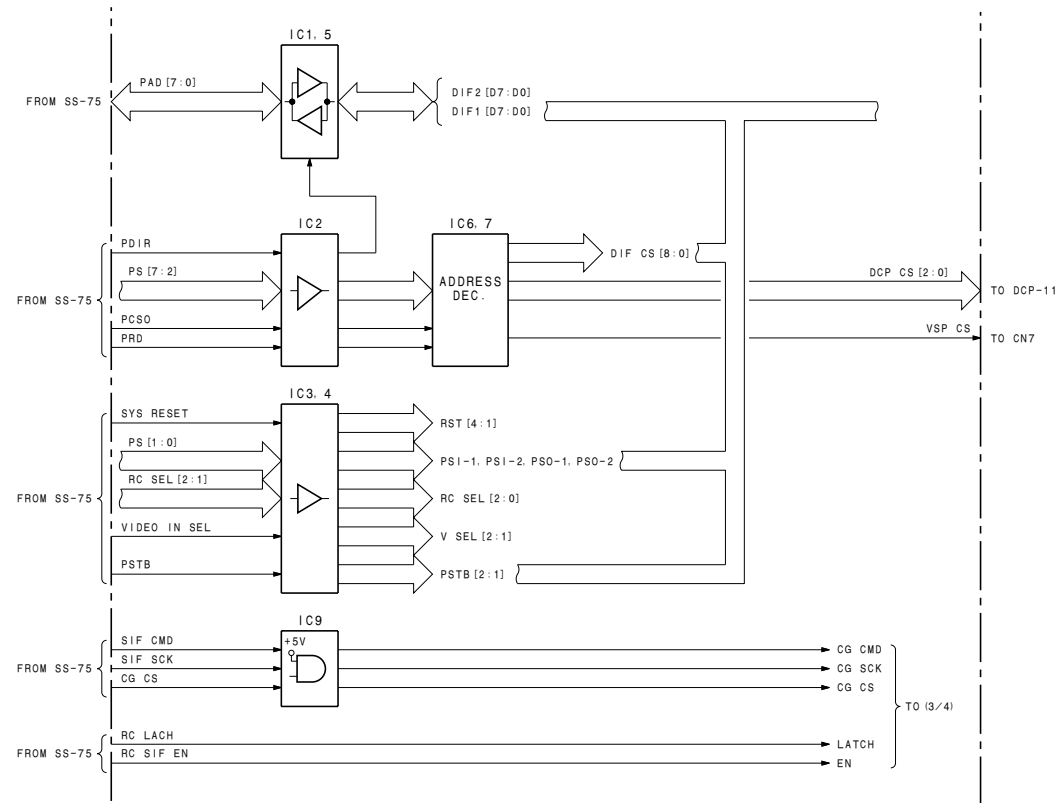 IC1, 5
PAD [7:0]
FROM SS-75
DIF2 [D7:D0]
DIF1 [D7:D0]
IC2
IC6, 7
PDIR
PS [7:2]
FROM SS-75
PCSO
PRD
ADDRESS
DEC.
DIF CS [8:0]
DCP CS [2:0]
TO DCP-11
VSP CS
TO CN7
IC3, 4
SYS RESET
RST [4:1]
PS [1:0]
PSI-1, PSI-2, PSO-1, PSO-2
RC SEL [2:1]
FROM SS-75
RC SEL [2:0]
VIDEO IN SEL
V SEL [2:1]
PSTB
PSTB [2:1]
IC9
SIF CMD
+5V
CG CMD
FROM SS-75
SIF SCK
CG SCK
CG CS
CG CS
TO (3/4)
RC LACH
LATCH
FROM SS-75
RC SIF EN
EN